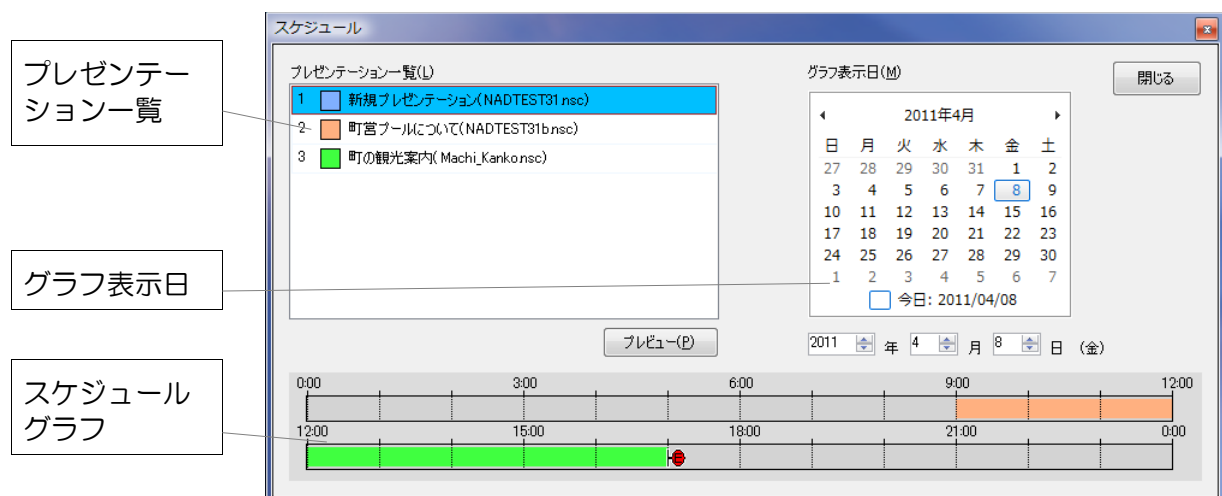 スケジュール
プレゼンテー
ション一覧
プレゼンテーション一覧(L)
1 新規プレゼンテーション(NADTEST31.nsc)
2 町営プールについて(NADTEST31b.nsc)
3 町の観光案内(Machi_Kanko.nsc)
プレビュー(P)
グラフ表示日(M)
閉じる
2011年4月
日 月 火 水 木 金 土
27 28 29 30 31 1 2
3 4 5 6 7 8 9
10 11 12 13 14 15 16
17 18 19 20 21 22 23
24 25 26 27 28 29 30
1 2 3 4 5 6 7
今日: 2011/04/08
2011 年 4 月 8 日 (金)
グラフ表示日
スケジュール
グラフ
0:00 3:00 6:00 9:00 12:00
12:00 15:00 18:00 21:00 0:00